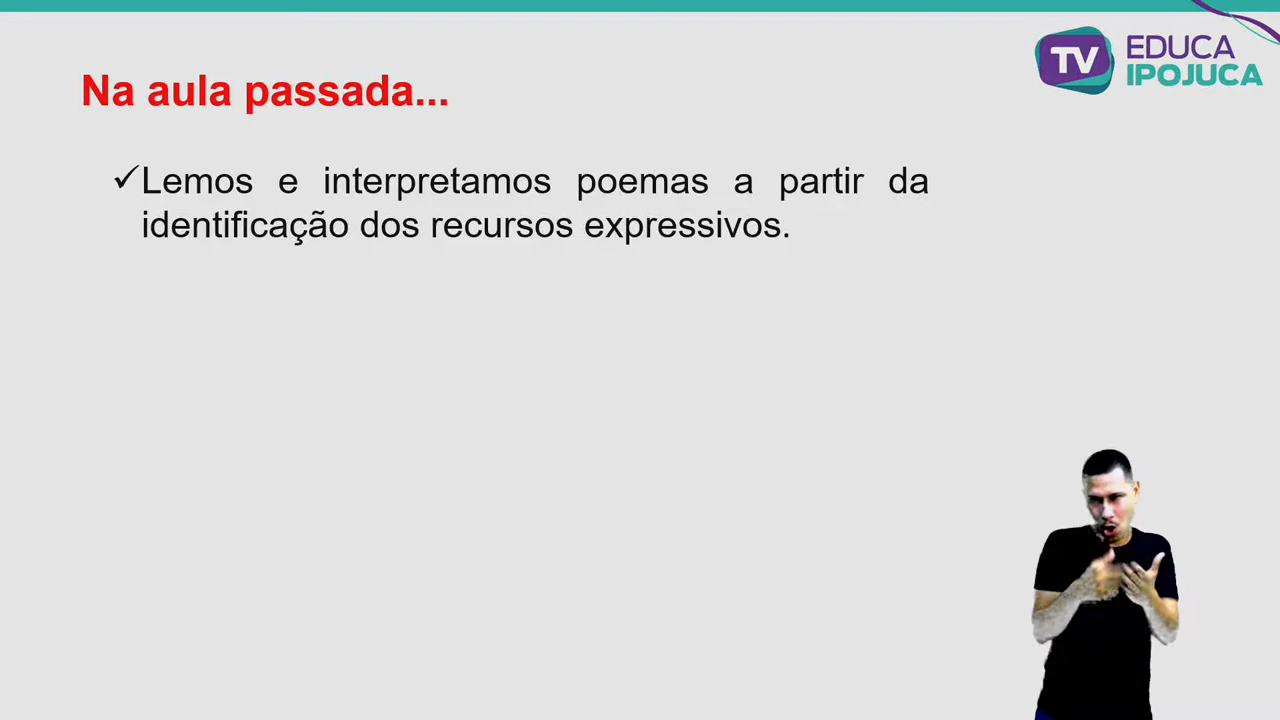 TV EDUCA
IPOJUCA
Na aula passada...
✓Lemos e interpretamos poemas a partir da
identificação dos recursos expressivos.